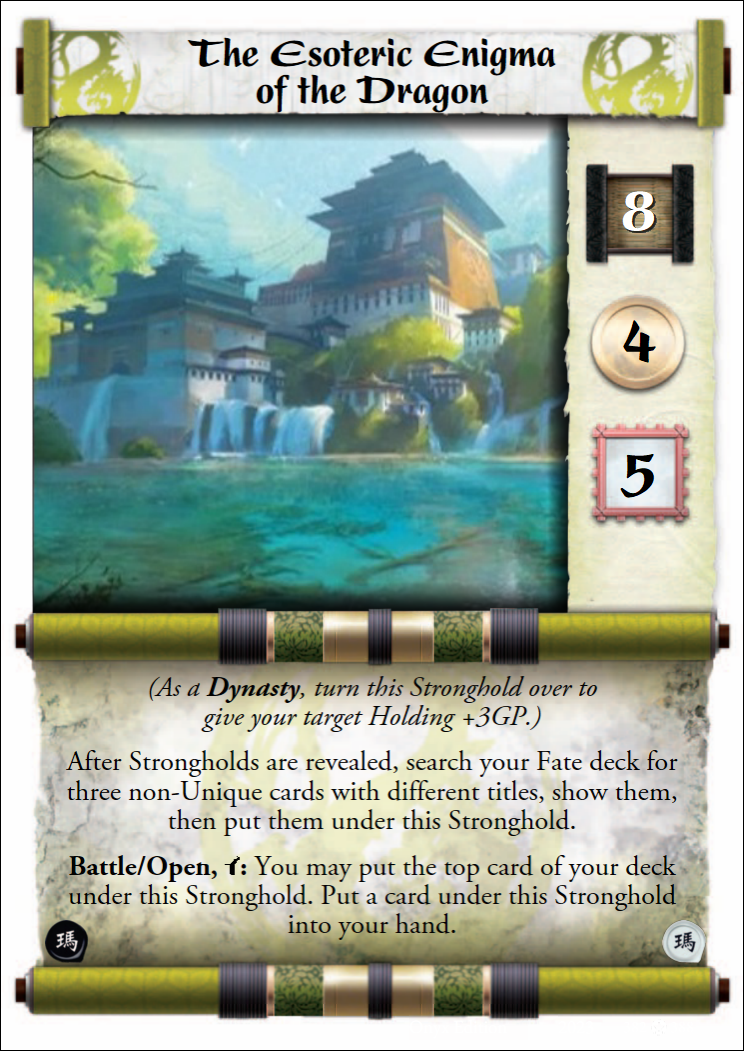 The Esoteric Enigma
of the Dragon
8
4
5
(As a Dynasty, turn this Stronghold over to
give your target Holding +3GP.)
After Strongholds are revealed, search your Fate deck for
three non-Unique cards with different titles, show them,
then put them under this Stronghold.
Battle/Open, : You may put the top card of your deck
under this Stronghold. Put a card under this Stronghold
into your hand.
瑪 瑪